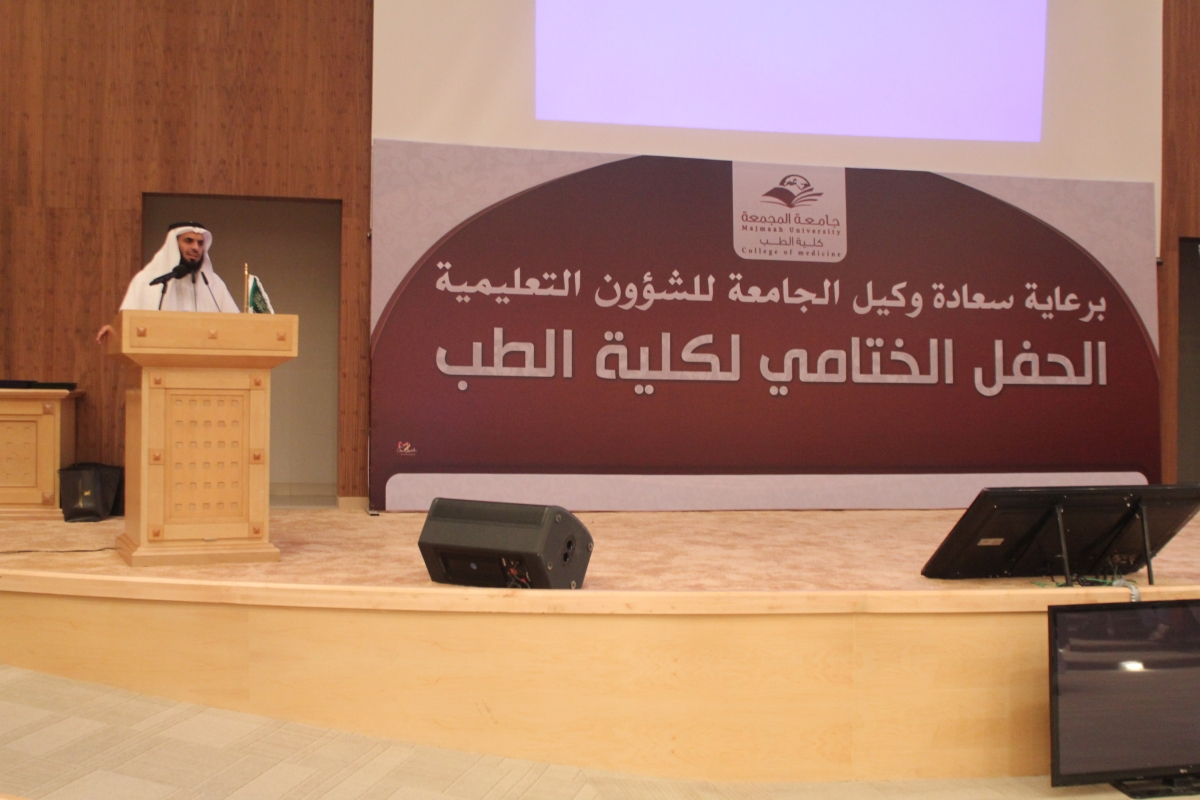 جامعة المجمعة
Majmaah University
كلية الطب
College of medicine
برعاية سعادة وكيل الجامعة للشؤون التعليمية
الحفل الختامي لكلية الطب